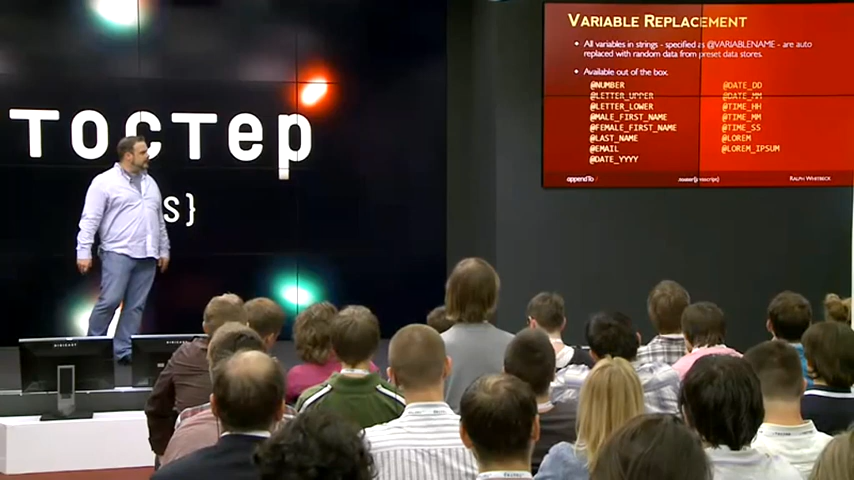 тостер
s}
VARIABLE REPLACEMENT
• All variables in strings - specified as @VARIABLENAME - are auto
replaced with random data from preset data stores.
• Available out of the box.
@NUMBER
@LETTER_UPPER
@LETTER_LOWER
@MALE_FIRST_NAME
@FEMALE_FIRST_NAME
@LAST_NAME
@EMAIL
@DATE_YYYY
@DATE_DD
@DATE_MM
@TIME_HH
@TIME_MM
@TIME_SS
@LOREM
@LOREM_IPSUM
appendTo
RALPH WHITBECK